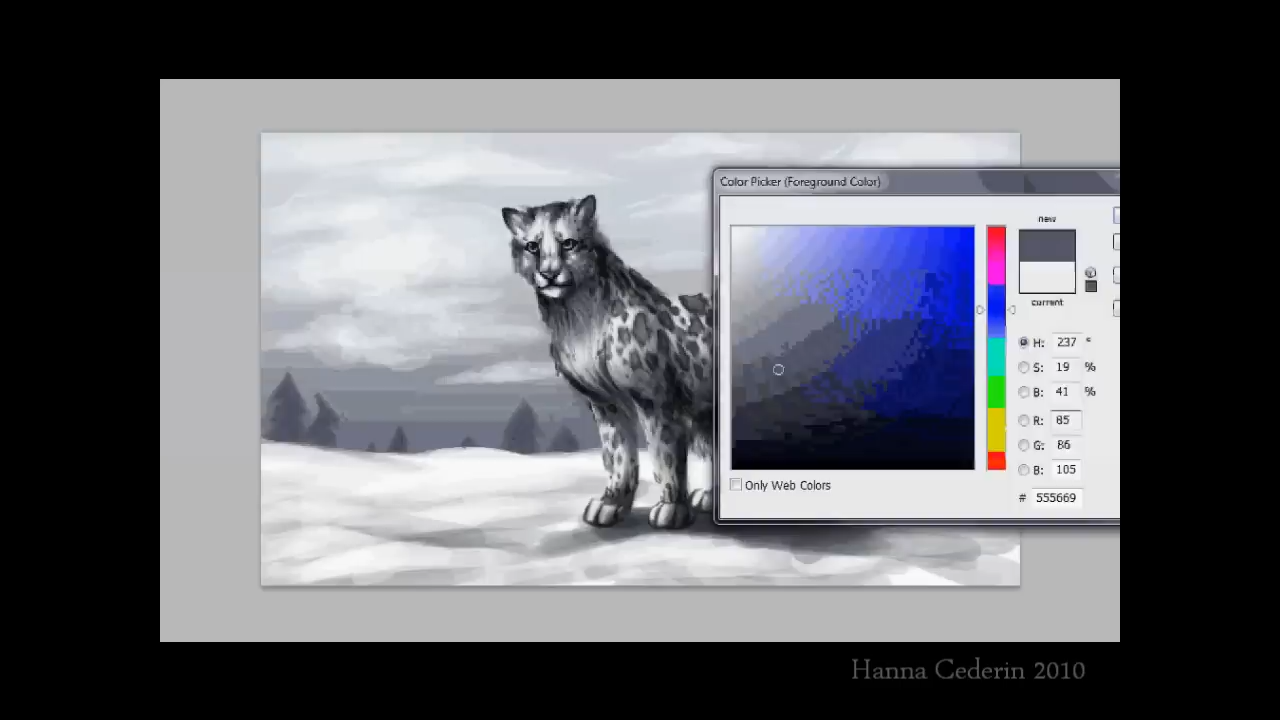 Color Picker (Foreground Color)
new
current
H: 237 °
S: 19 %
B: 41 %
R: 85
G: 86
B: 105
# 555669
Only Web Colors
Hanna Cederin 2010